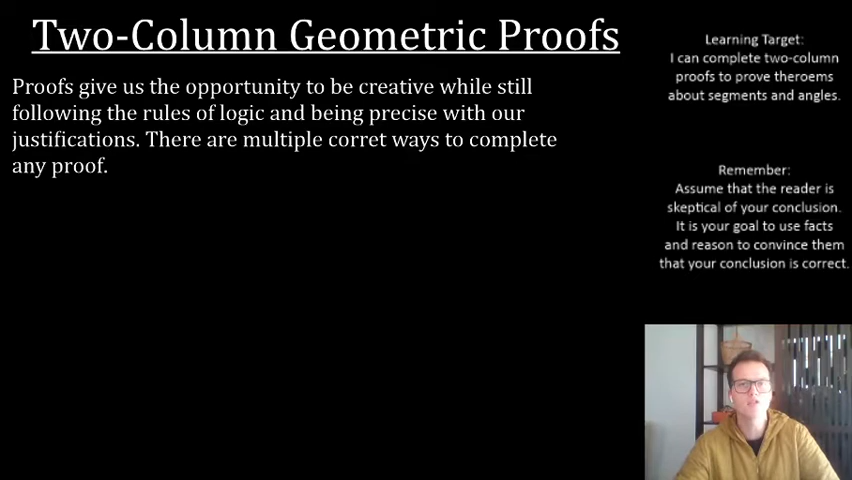 Two-Column Geometric Proofs
Proofs give us the opportunity to be creative while still
following the rules of logic and being precise with our
justifications. There are multiple corret ways to complete
any proof.
Learning Target:
I can complete two-column
proofs to prove theroems
about segments and angles.
Remember:
Assume that the reader is
skeptical of your conclusion.
It is your goal to use facts
and reason to convince them
that your conclusion is correct.